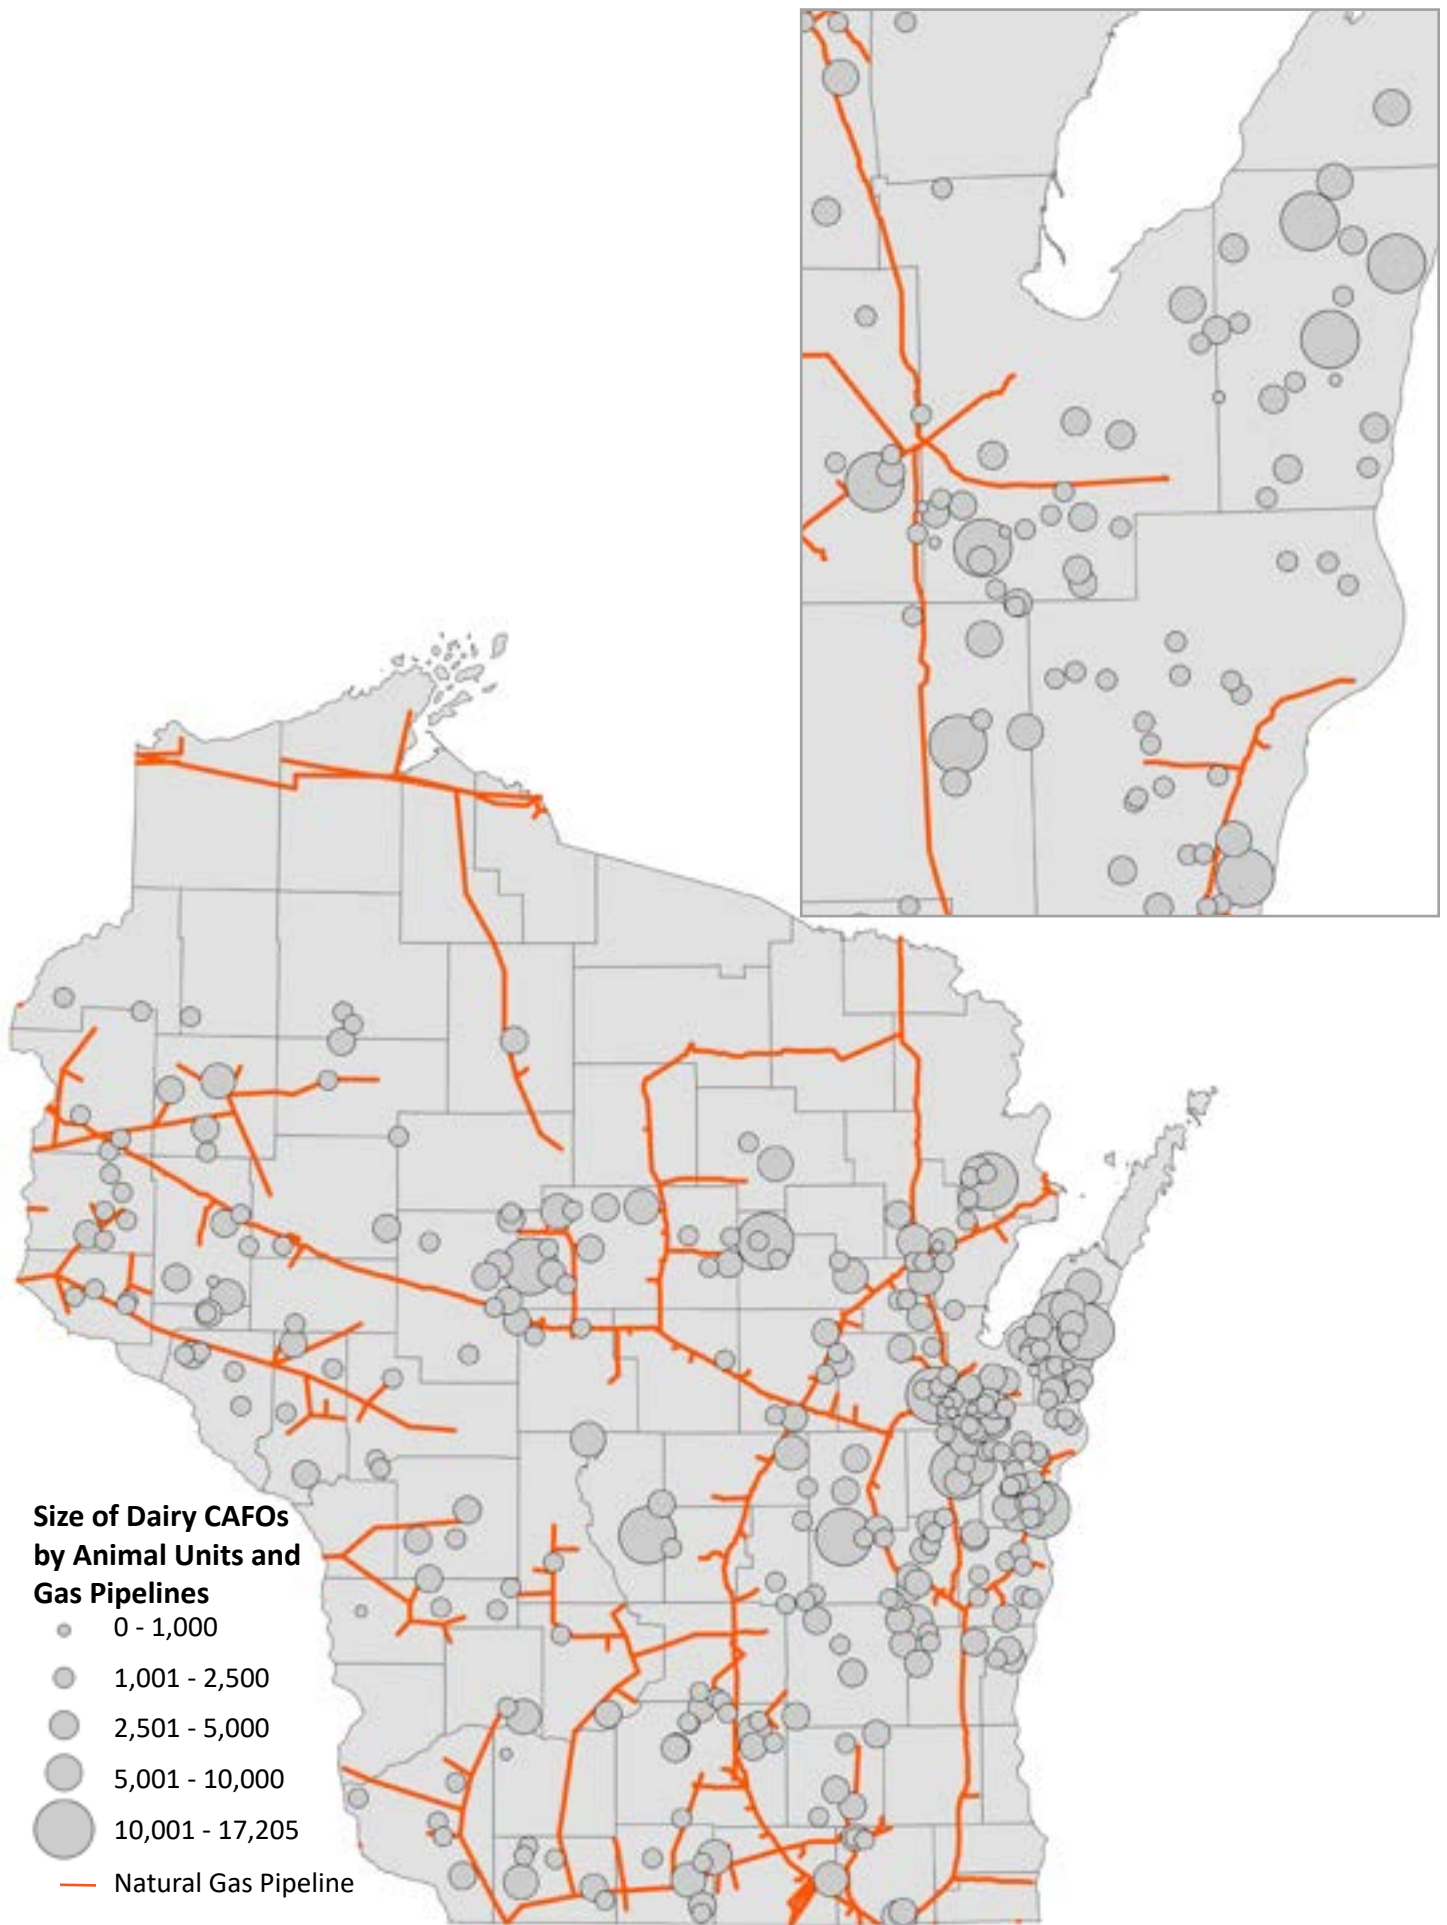 Size of Dairy CAFOs
by Animal Units and
Gas Pipelines
0 - 1,000
1,001 - 2,500
2,501 - 5,000
5,001 - 10,000
10,001 - 17,205
Natural Gas Pipeline